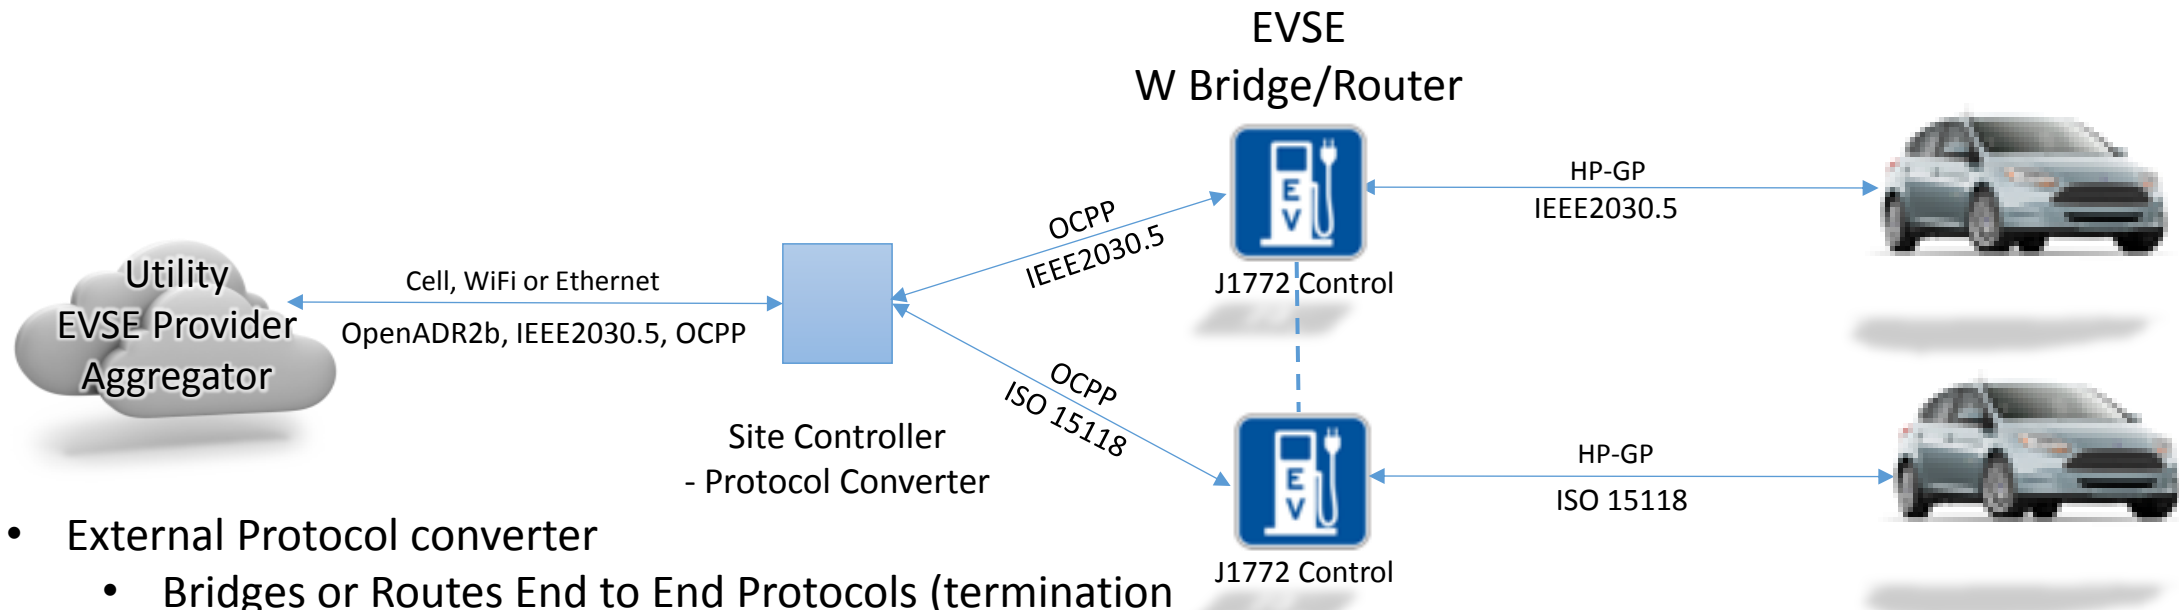 EVSE
W Bridge/Router
Utility
EVSE Provider
Aggregator
Cell, WiFi or Ethernet
OpenADR2b, IEEE2030.5, OCPP
Site Controller
- Protocol Converter
OCPP
IEEE2030.5
OCPP
ISO 15118
E
V
J1772 Control
E
V
J1772 Control
HP-GP
IEEE2030.5
HP-GP
ISO 15118
• External Protocol converter
• Bridges or Routes End to End Protocols (termination